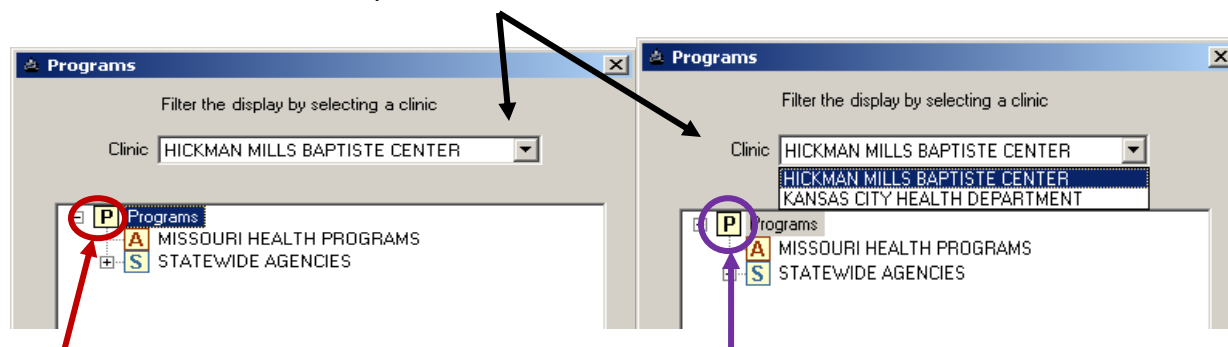 Programs
Filter the display by selecting a clinic
Clinic HICKMAN MILLS BAPTISTE CENTER
P Programs
A MISSOURI HEALTH PROGRAMS
S STATEWIDE AGENCIES
Programs
Filter the display by selecting a clinic
Clinic HICKMAN MILLS BAPTISTE CENTER
HICKMAN MILLS BAPTISTE CENTER
KANSAS CITY HEALTH DEPARTMENT
P Programs
A MISSOURI HEALTH PROGRAMS
S STATEWIDE AGENCIES